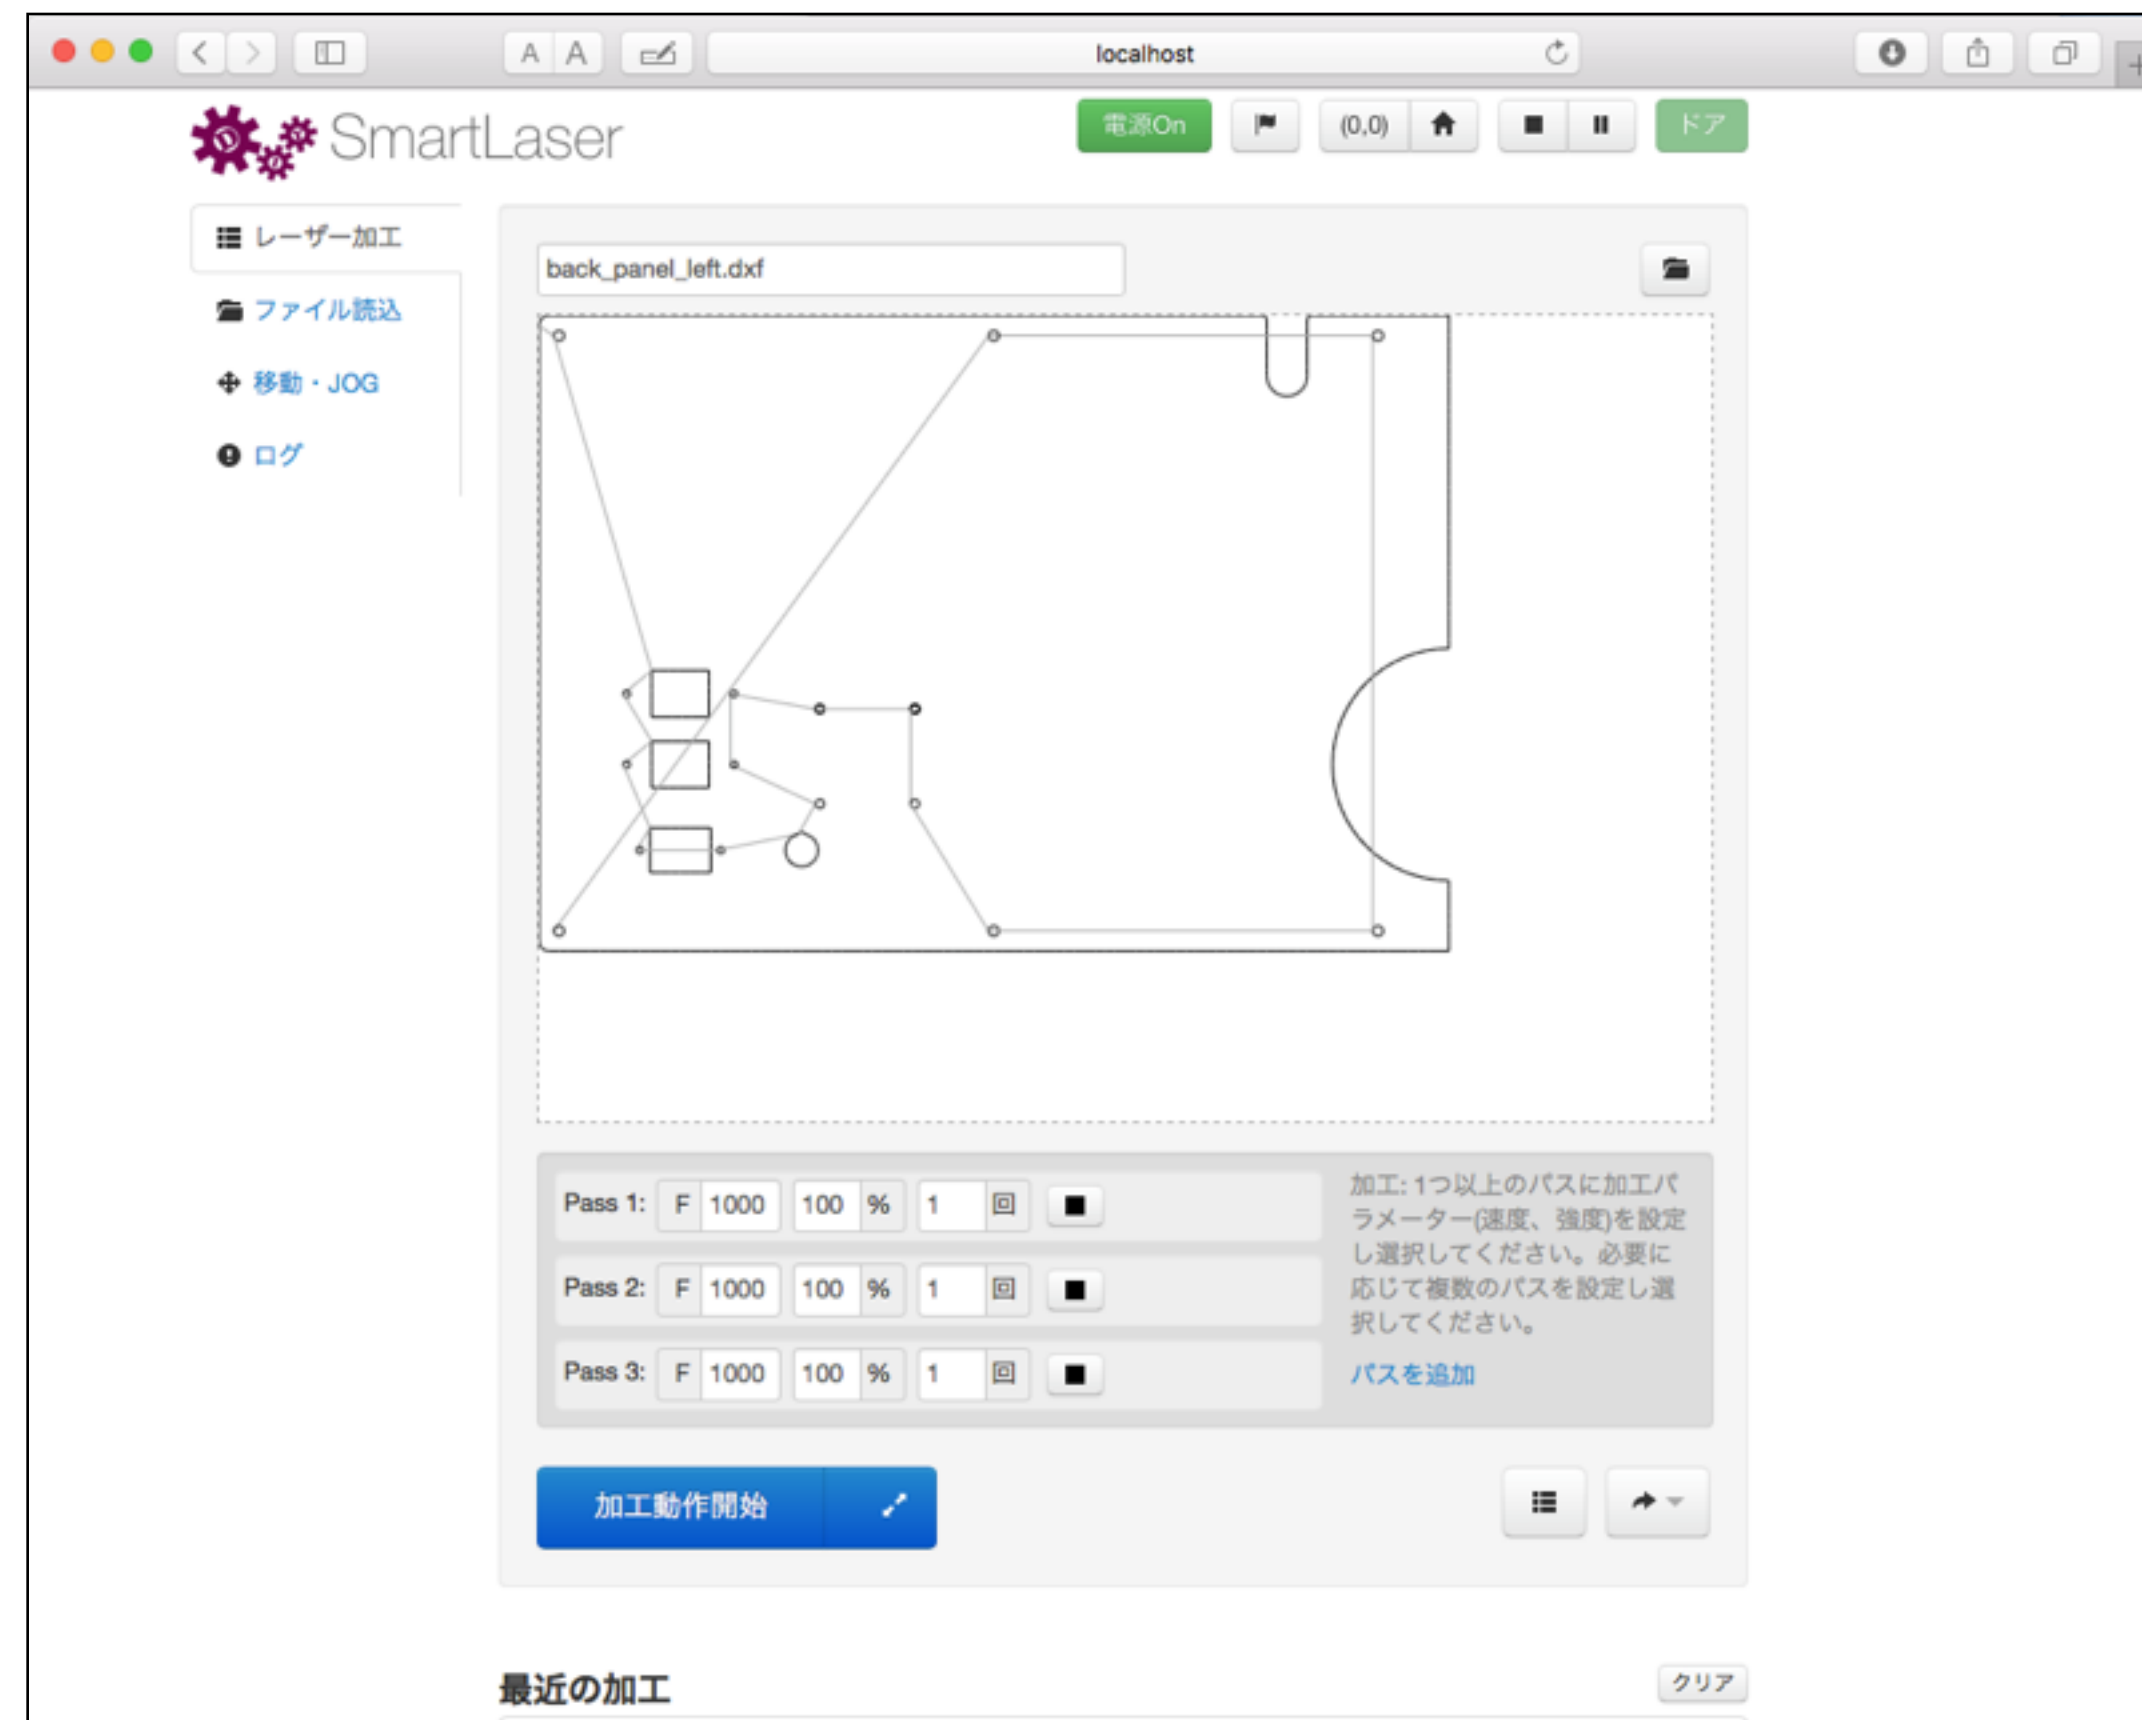 A A
localhost
SmartLaser
電源On
(0,0)
ドア
レーザー加工
ファイル読込
移動・JOG
ログ
back_panel_left.dxf
Pass 1: F 1000 100 % 1 回
Pass 2: F 1000 100 % 1 回
Pass 3: F 1000 100 % 1 回
加工: 1つ以上のパスに加工パ
ラメーター(速度、強度)を設定
し選択してください。必要に
応じて複数のパスを設定し選
択してください。
パスを追加
加工動作開始
最近の加工
クリア